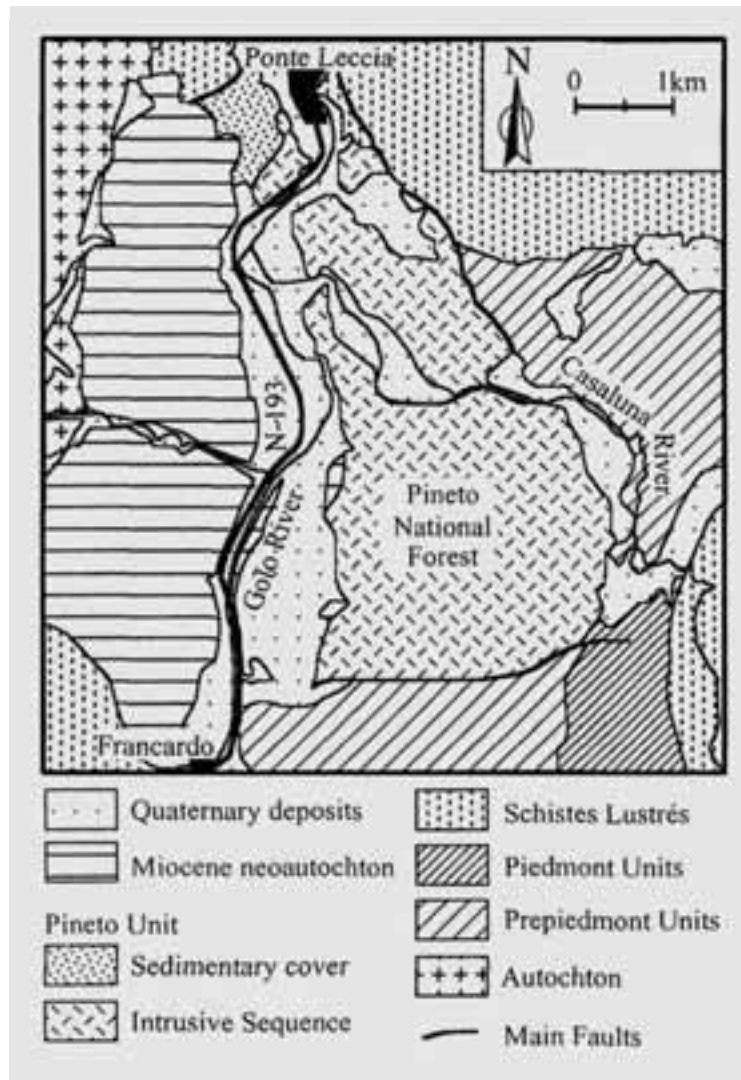 Ponte Leccia
N
0 1km
Casaluna
River
N-193
Golo River
Pineto
National
Forest
Francardo
Quaternary deposits
Miocene neoautochton
Pineto Unit
Sedimentary cover
Intrusive Sequence
Schistes Lustrés
Piedmont Units
Prepiedmont Units
Autochton
Main Faults